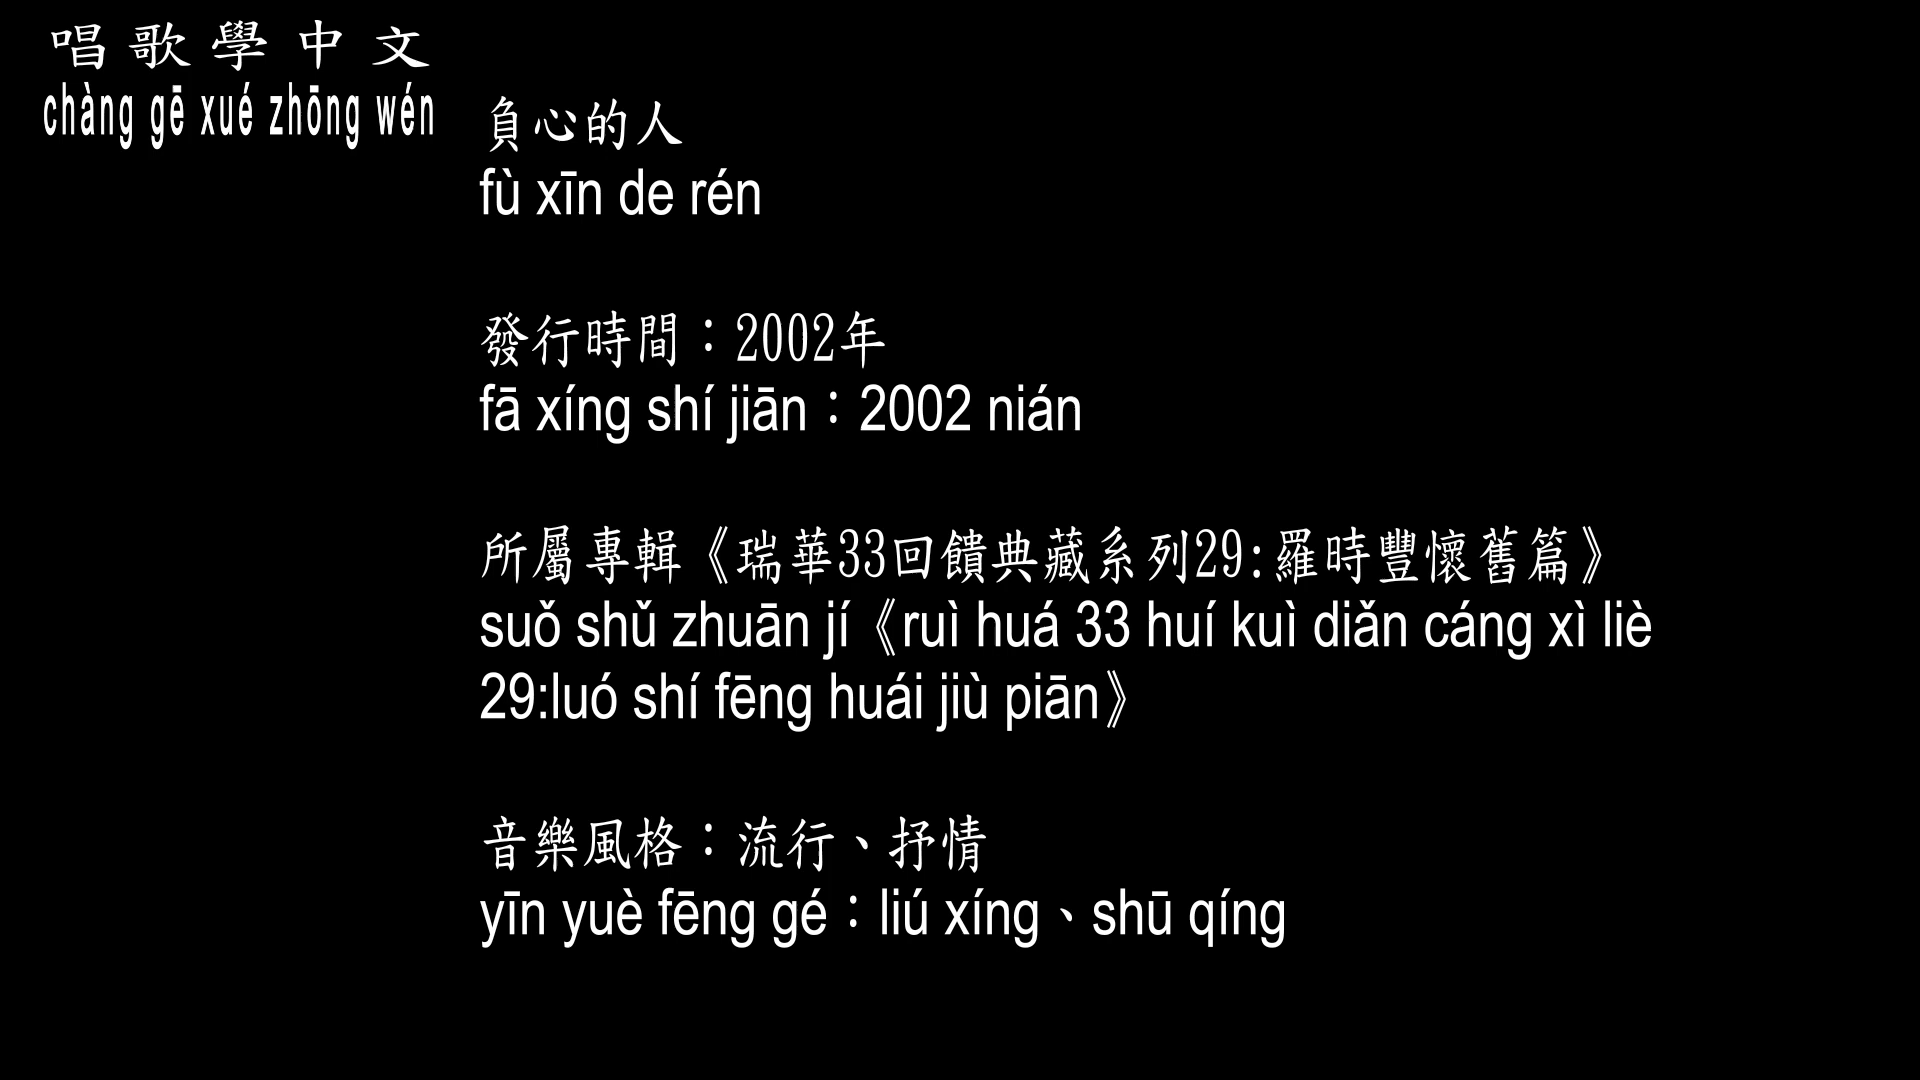 唱歌學中文
chàng gē xué zhōng wén
負心的人
fù xīn de rén
發行時間：2002年
fā xíng shí jiān：2002 nián
所屬專輯《瑞華33回饋典藏系列29:羅時豐懷舊篇》
suǒ shǔ zhuān jí《ruì huá 33 huí kuì diǎn cáng xì liè
29:luó shí fēng huái jiù piān》
音樂風格：流行、抒情
yīn yuè fēng gé：liú xíng、shū qíng